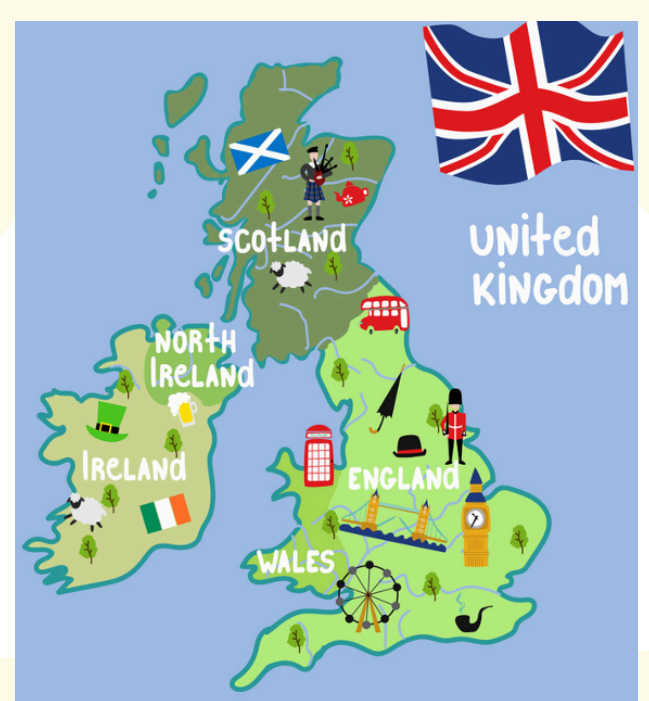 UNITED
KINGDOM
SCOTLAND
NORTH
IRELAND
IRELAND
ENGLAND
WALES